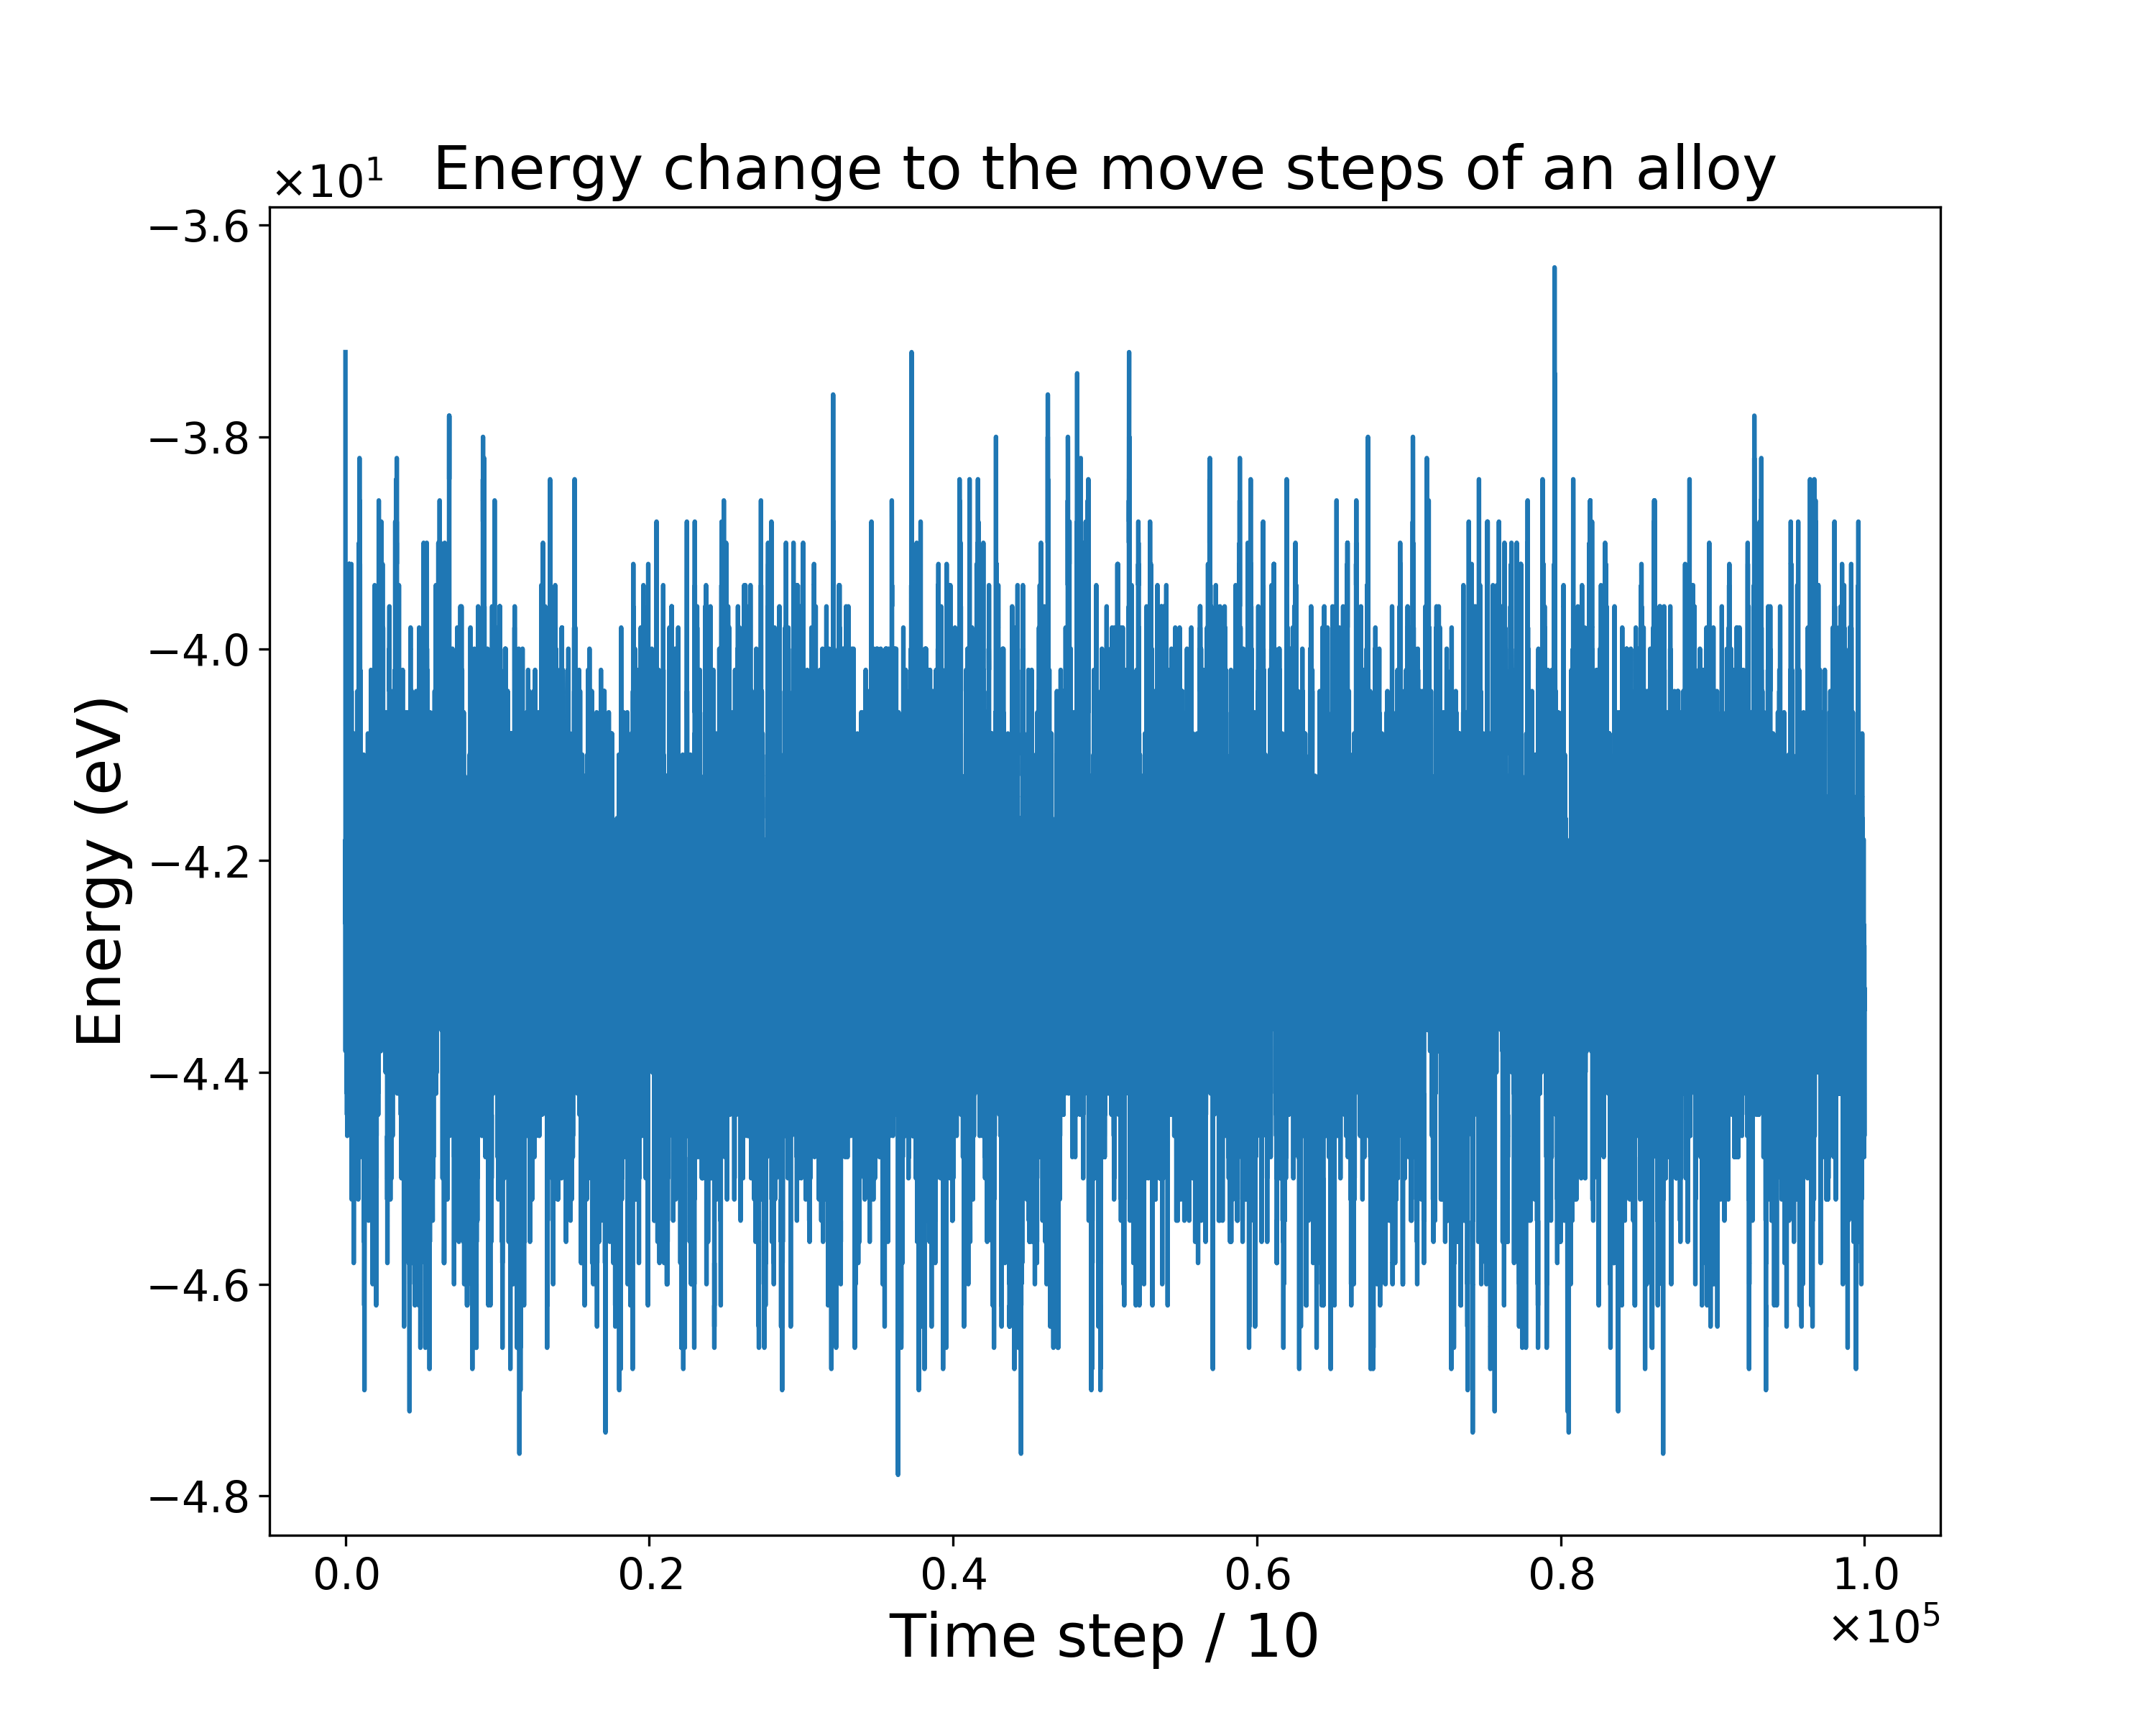 Energy change to the move steps of an alloy
×10¹
−3.6
−3.8
−4.0
−4.2
−4.4
−4.6
−4.8
Energy (eV)
0.0 0.2 0.4 0.6 0.8 1.0
×10⁵
Time step / 10